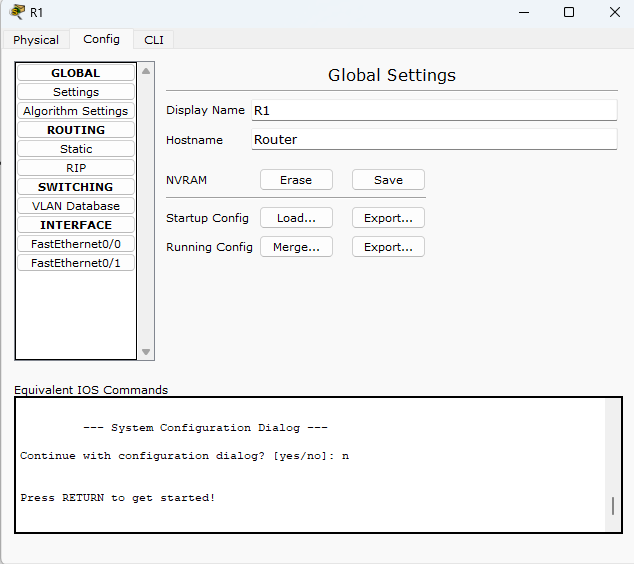 R1
Physical Config CLI
GLOBAL
Settings
Algorithm Settings
ROUTING
Static
RIP
SWITCHING
VLAN Database
INTERFACE
FastEthernet0/0
FastEthernet0/1
Global Settings
Display Name R1
Hostname Router
NVRAM Erase Save
Startup Config Load... Export...
Running Config Merge... Export...
Equivalent IOS Commands
--- System Configuration Dialog ---
Continue with configuration dialog? [yes/no]: n
Press RETURN to get started!